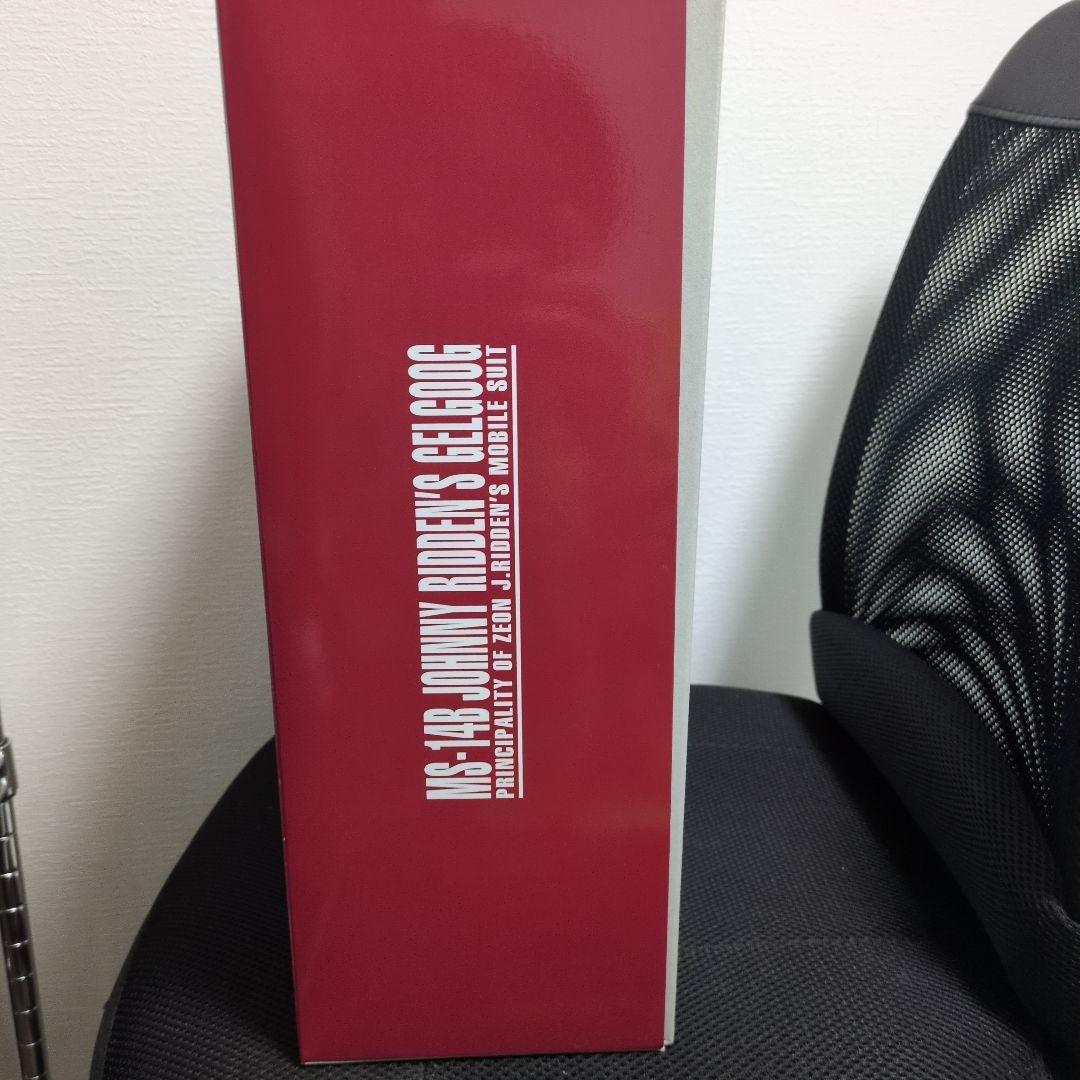 MS-14B JOHNNY RIDDEN'S GELGOOG
PRINCIPALITY OF ZEON J.RIDDEN'S MOBILE SUIT